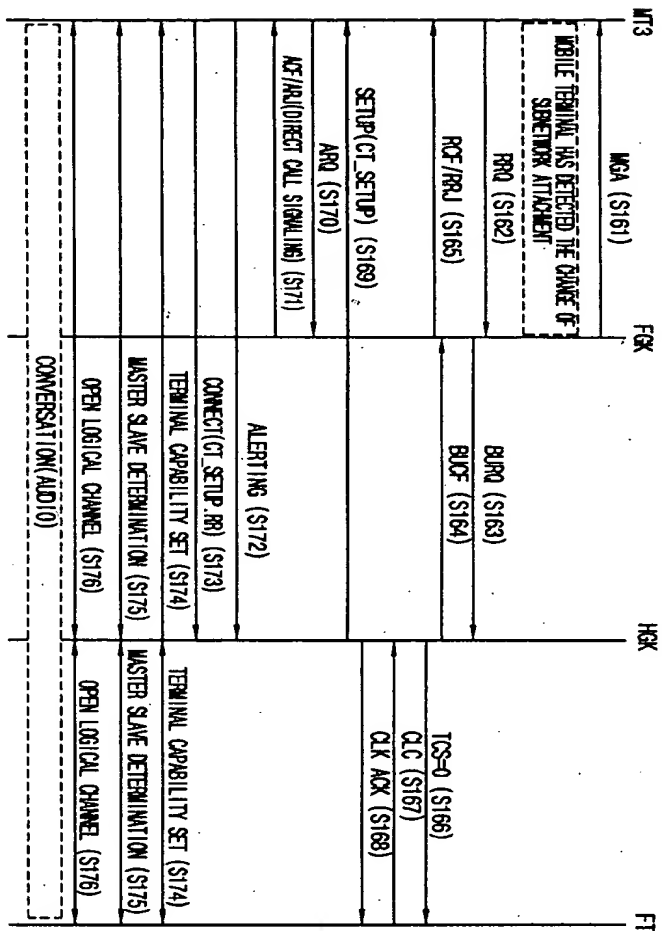 MT3
FGK
HGK
FT
MGA (S161)
MOBILE TERMINAL HAS DETECTED THE CHANGE OF
SUBNETWORK ATTACHMENT
RRQ (S162)
BURQ (S163)
BUCF (S164)
RCF/RRJ (S165)
TCS=0 (S166)
CLC (S167)
CLK ACK (S168)
SETUP(CT_SETUP) (S169)
ARQ (S170)
ACF/ARJ(DIRECT CALL SIGNALING) (S171)
ALERTING (S172)
CONNECT(CT_SETUP.RR) (S173)
TERMINAL CAPABILITY SET (S174)
TERMINAL CAPABILITY SET (S174)
MASTER SLAVE DETERMINATION (S175)
MASTER SLAVE DETERMINATION (S175)
OPEN LOGICAL CHANNEL (S176)
OPEN LOGICAL CHANNEL (S176)
CONVERSATION(AUDIO)